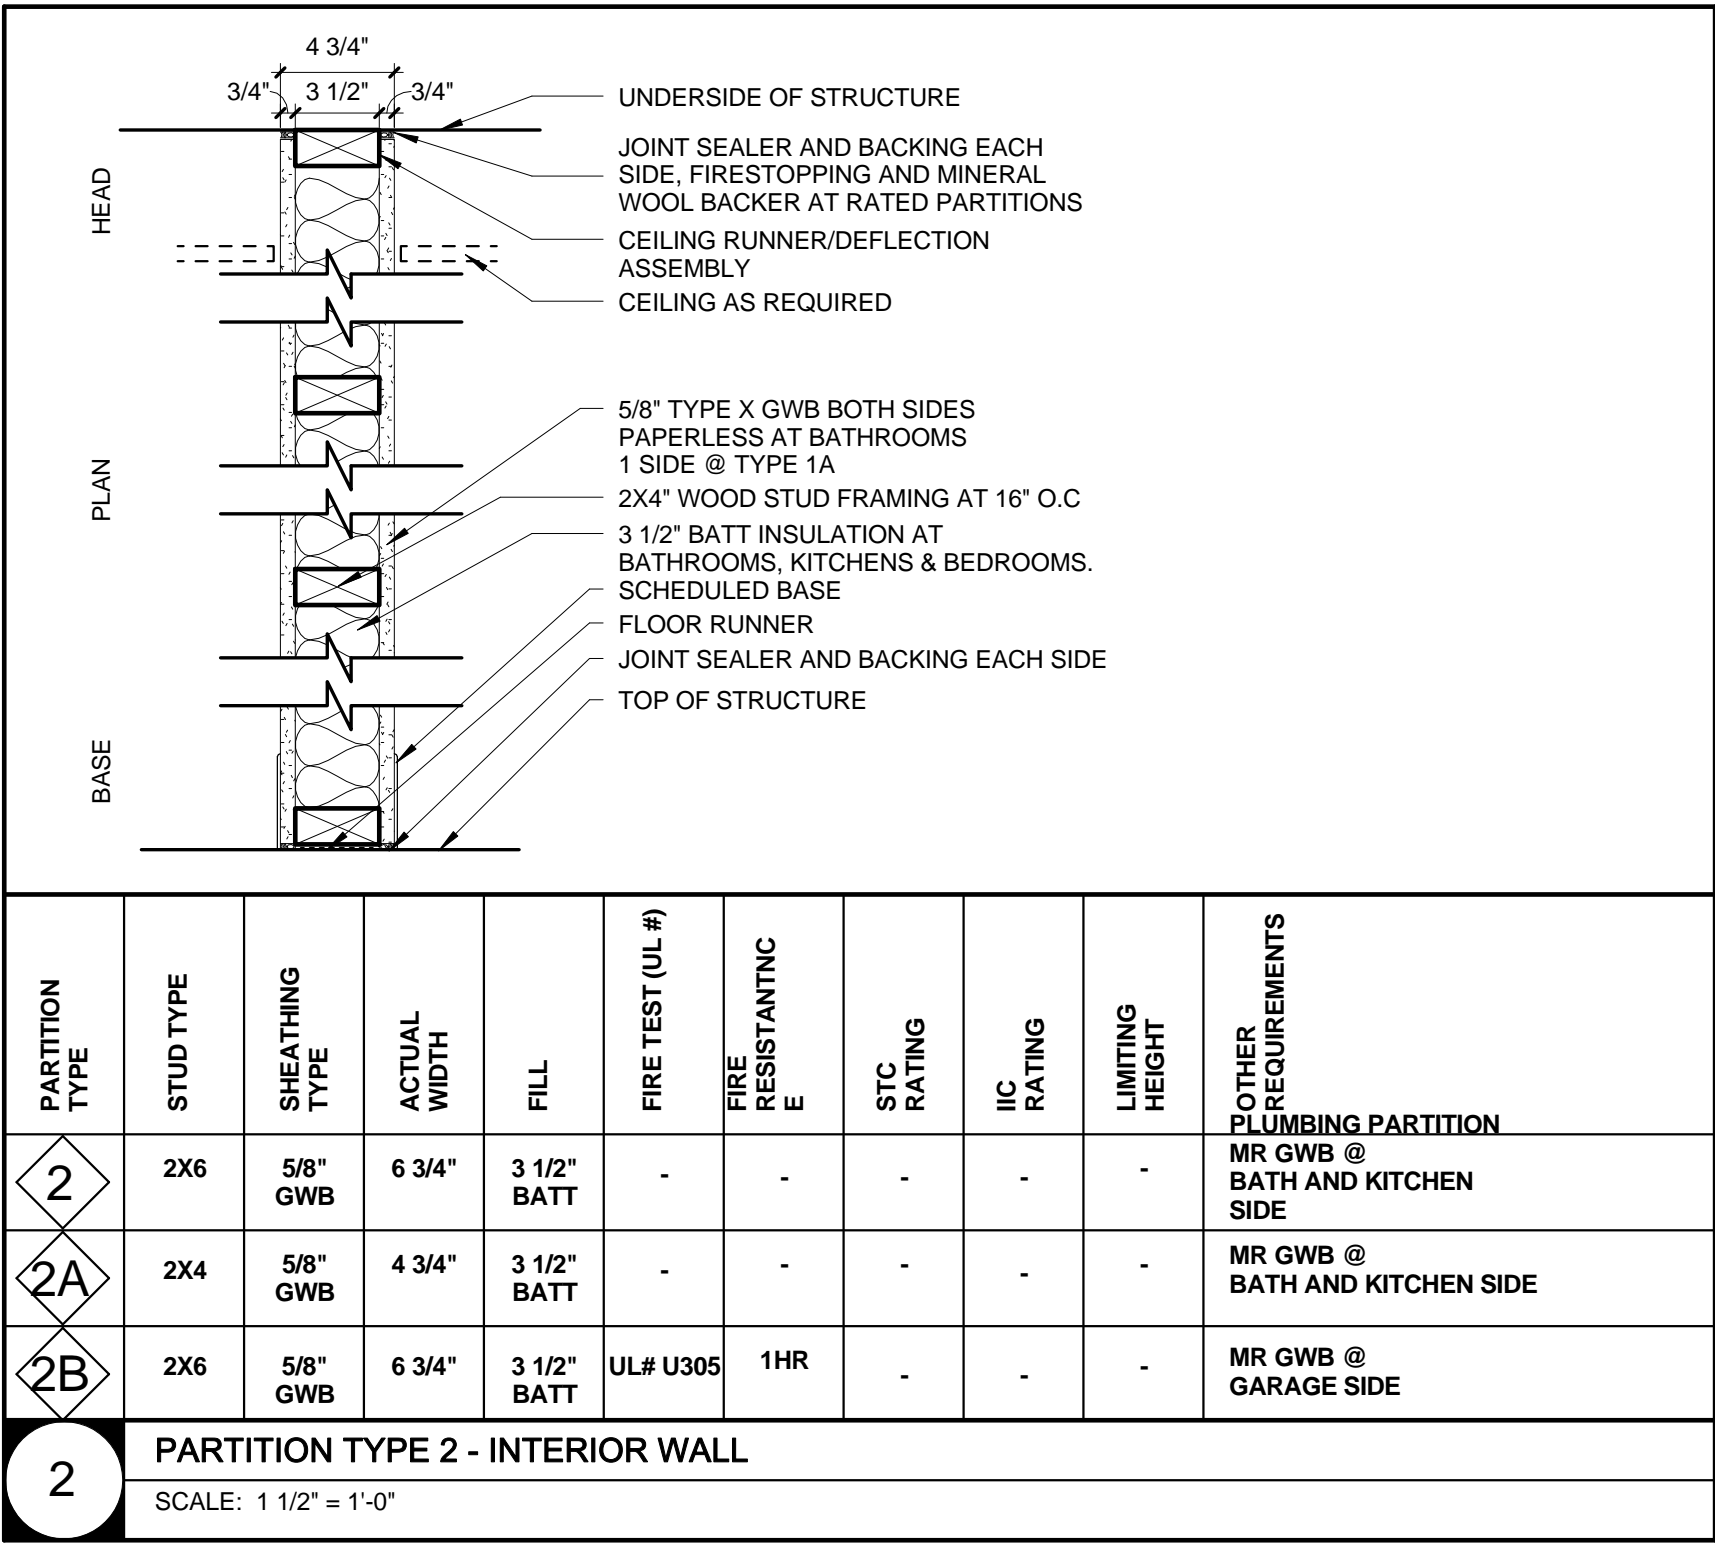 4 3/4"
3/4" 3 1/2" 3/4"
UNDERSIDE OF STRUCTURE
JOINT SEALER AND BACKING EACH
SIDE, FIRESTOPPING AND MINERAL
WOOL BACKER AT RATED PARTITIONS
CEILING RUNNER/DEFLECTION
ASSEMBLY
CEILING AS REQUIRED
HEAD
5/8" TYPE X GWB BOTH SIDES
PAPERLESS AT BATHROOMS
1 SIDE @ TYPE 1A
2X4" WOOD STUD FRAMING AT 16" O.C
3 1/2" BATT INSULATION AT
BATHROOMS, KITCHENS & BEDROOMS.
SCHEDULED BASE
FLOOR RUNNER
JOINT SEALER AND BACKING EACH SIDE
TOP OF STRUCTURE
PLAN
BASE
PARTITION
TYPE
STUD TYPE
SHEATHING
TYPE
ACTUAL
WIDTH
FILL
FIRE TEST (UL #)
FIRE
RESISTANTNC
E
STC
RATING
IIC
RATING
LIMITING
HEIGHT
OTHER
REQUIREMENTS
2
2X6
5/8"
GWB
6 3/4"
3 1/2"
BATT
-
-
-
-
-
PLUMBING PARTITION
MR GWB @
BATH AND KITCHEN
SIDE
2A
2X4
5/8"
GWB
4 3/4"
3 1/2"
BATT
-
-
-
-
-
MR GWB @
BATH AND KITCHEN SIDE
2B
2X6
5/8"
GWB
6 3/4"
3 1/2"
BATT
UL# U305
1HR
-
-
-
MR GWB @
GARAGE SIDE
2
PARTITION TYPE 2 - INTERIOR WALL
SCALE: 1 1/2" = 1'-0"